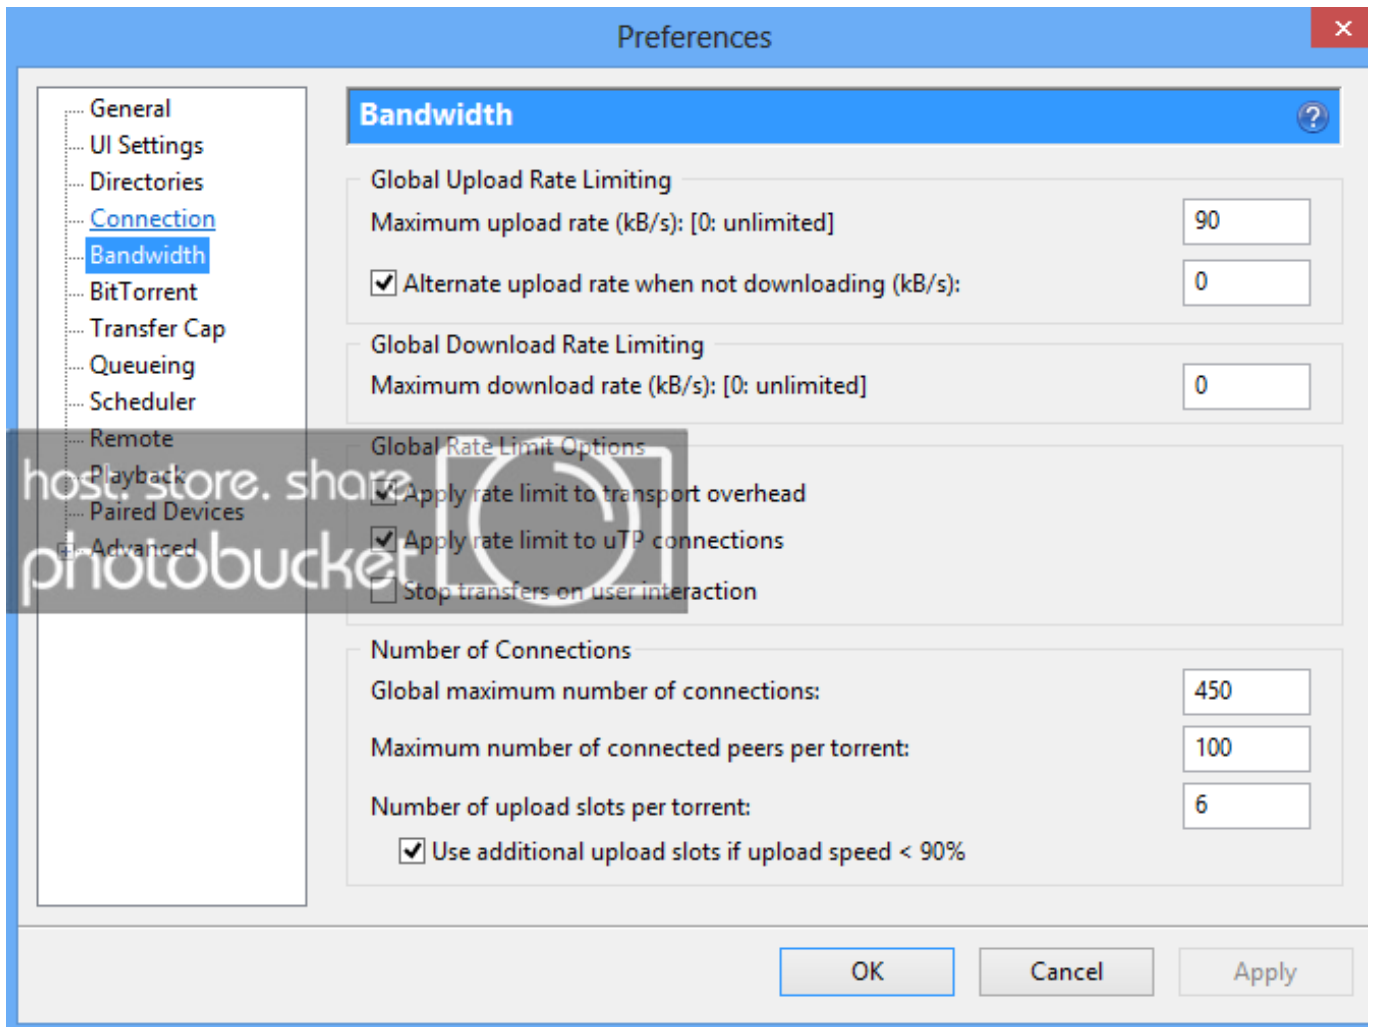 Preferences
General
UI Settings
Directories
Connection
Bandwidth
BitTorrent
Transfer Cap
Queueing
Scheduler
Remote
Playback
Paired Devices
Advanced
Bandwidth
Global Upload Rate Limiting
Maximum upload rate (kB/s): [0: unlimited] 90
Alternate upload rate when not downloading (kB/s): 0
Global Download Rate Limiting
Maximum download rate (kB/s): [0: unlimited] 0
Global Rate Limit Options
Apply rate limit to transport overhead
Apply rate limit to uTP connections
Stop transfers on user interaction
Number of Connections
Global maximum number of connections: 450
Maximum number of connected peers per torrent: 100
Number of upload slots per torrent: 6
Use additional upload slots if upload speed < 90%
OK Cancel Apply
host. store. share.
photobucket